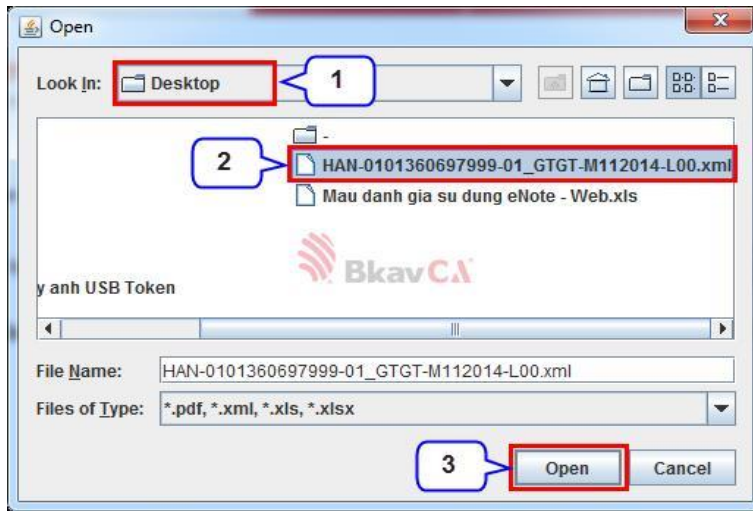 Open
Look In: Desktop 1
-
2 HAN-0101360697999-01_GTGT-M112014-L00.xml
Mau danh gia su dung eNote - Web.xls
BkavCA
y anh USB Token
File Name: HAN-0101360697999-01_GTGT-M112014-L00.xml
Files of Type: *.pdf, *.xml, *.xls, *.xlsx
3 Open Cancel